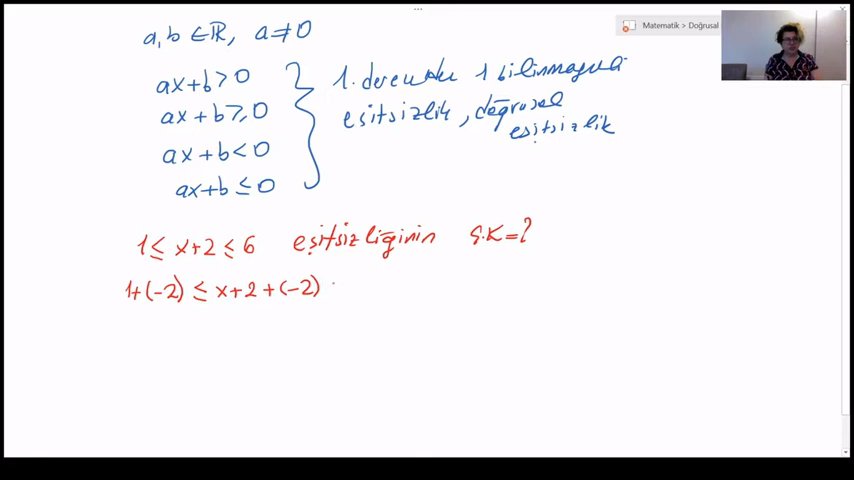 a,b ∈ ℝ, a ≠ 0
Matematik > Doğrusal
ax+b > 0
ax+b ≥ 0
ax+b < 0
ax+b ≤ 0
1. dereceden 1 bilinmeyenli
eşitsizlik, doğrusal
eşitsizlik
1 ≤ x+2 ≤ 6 eşitsizliğinin Ç.K=?
1+(-2) ≤ x+2+(-2)